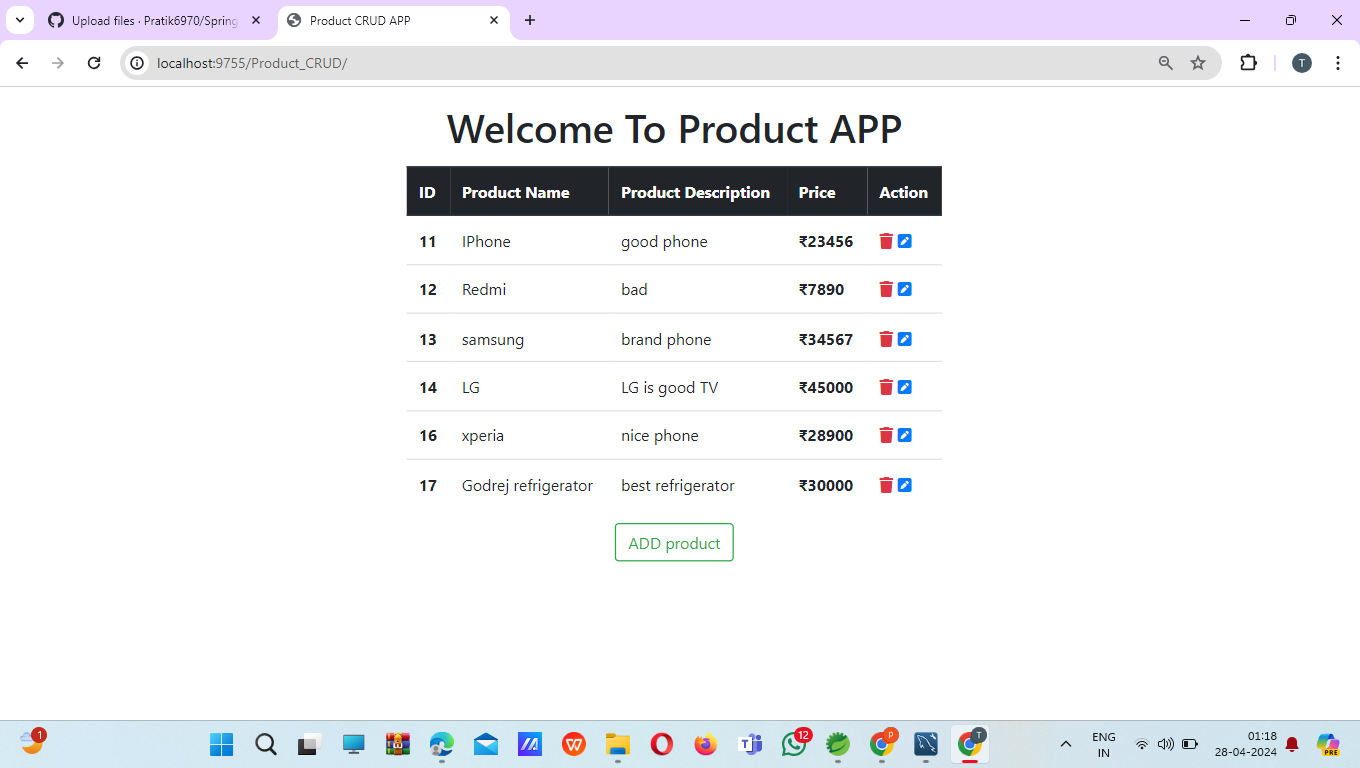 Upload files · Pratik6970/Spring
Product CRUD APP
localhost:9755/Product_CRUD/
T
Welcome To Product APP
ID Product Name Product Description Price Action
11 IPhone good phone ₹23456
12 Redmi bad ₹7890
13 samsung brand phone ₹34567
14 LG LG is good TV ₹45000
16 xperia nice phone ₹28900
17 Godrej refrigerator best refrigerator ₹30000
ADD product
1
12
P
T
ENG
IN
01:18
28-04-2024
PRE